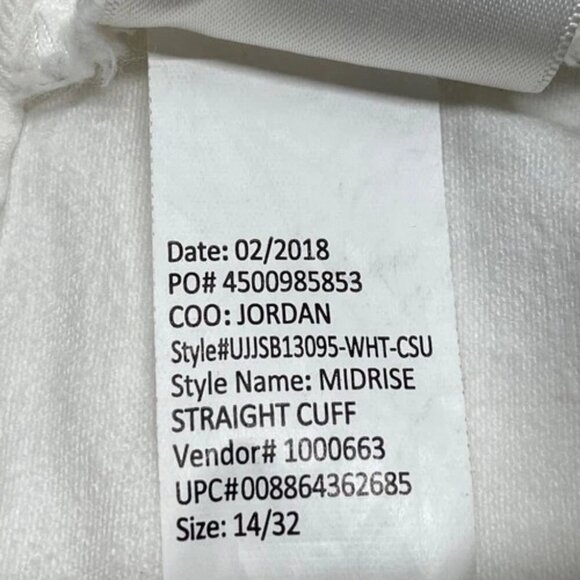 Date: 02/2018
PO# 4500985853
COO: JORDAN
Style#UJJSB13095-WHT-CSU
Style Name: MIDRISE
STRAIGHT CUFF
Vendor# 1000663
UPC#008864362685
Size: 14/32